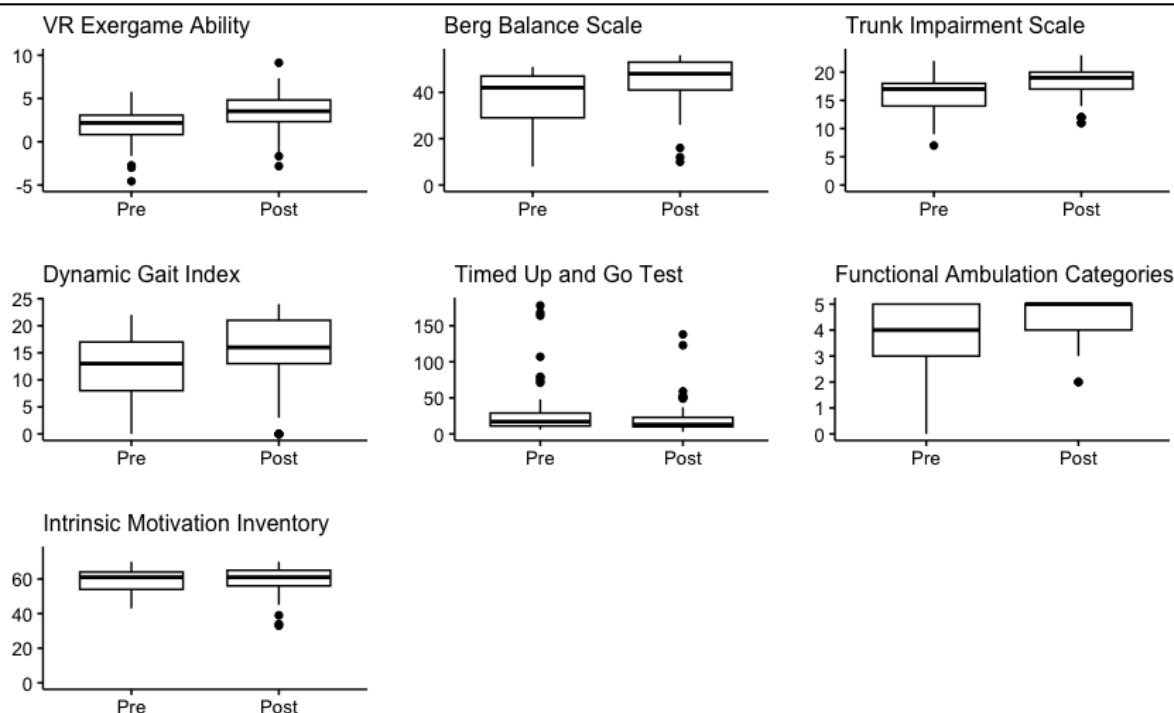 VR Exergame Ability
10
5
0
-5
Pre Post
Berg Balance Scale
40
20
0
Pre Post
Trunk Impairment Scale
20
15
10
5
0
Pre Post
Dynamic Gait Index
25
20
15
10
5
0
Pre Post
Timed Up and Go Test
150
100
50
0
Pre Post
Functional Ambulation Categories
5
4
3
2
1
0
Pre Post
Intrinsic Motivation Inventory
60
40
20
0
Pre Post